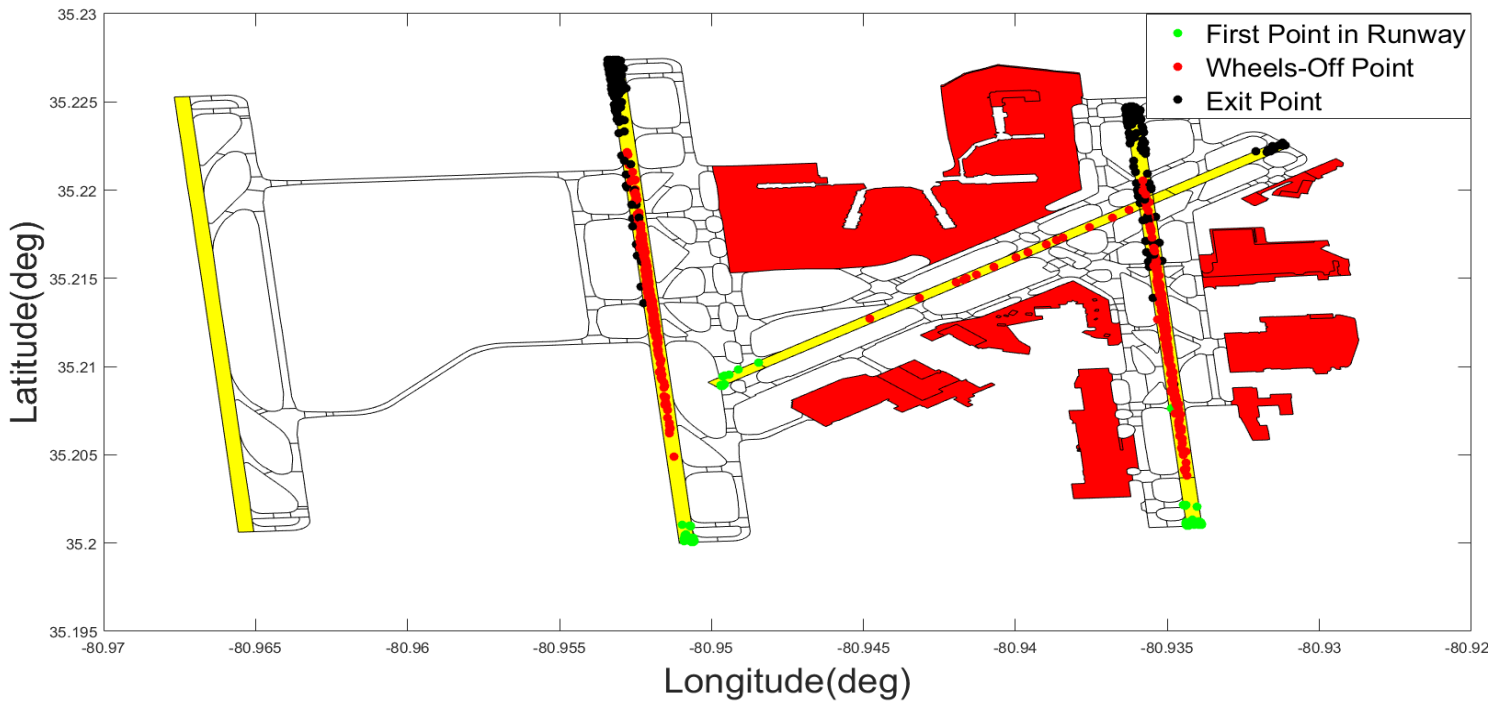 35.23
35.225
35.22
35.215
35.21
35.205
35.2
35.195
Latitude(deg)
First Point in Runway
Wheels-Off Point
Exit Point
-80.97 -80.965 -80.96 -80.955 -80.95 -80.945 -80.94 -80.935 -80.93 -80.92
Longitude(deg)